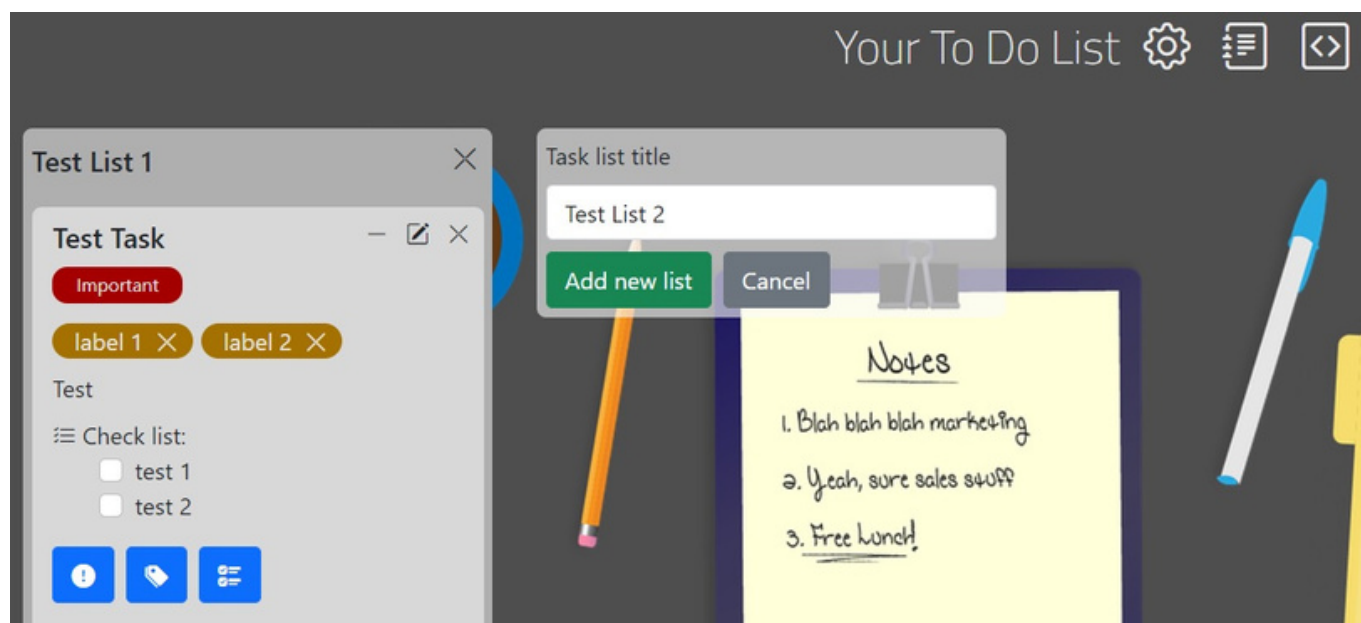 Your To Do List
Test List 1
Test Task
Important
label 1
label 2
Test
Check list:
test 1
test 2
Task list title
Test List 2
Add new list
Cancel
Notes
1. Blah blah blah marketing
2. Yeah, sure sales stuff
3. Free Lunch!